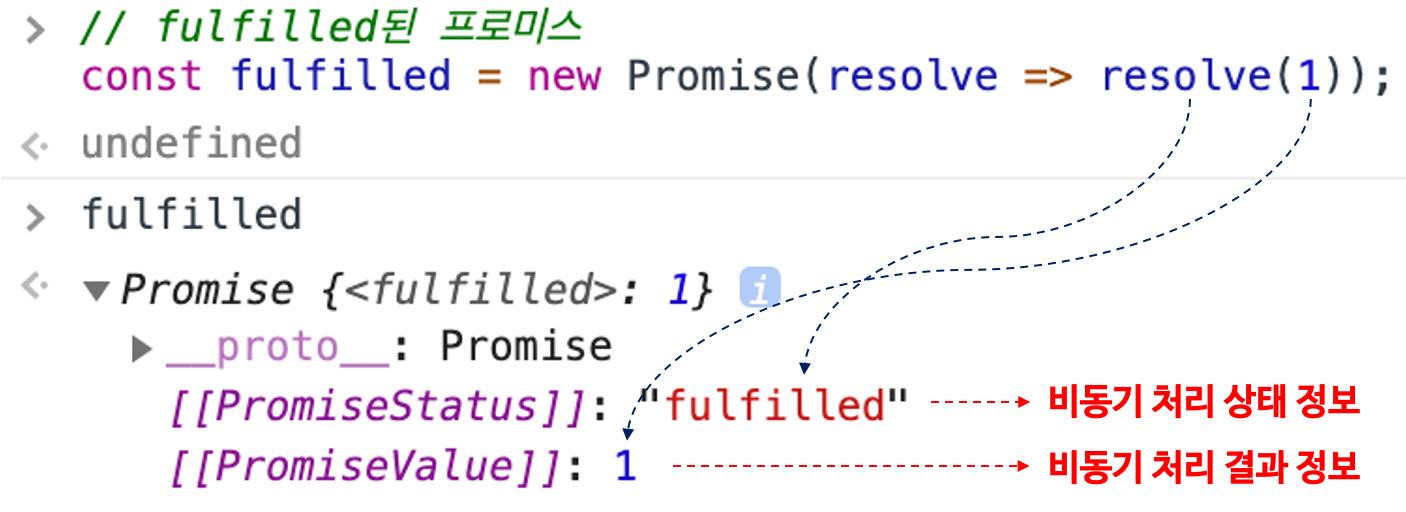 // fulfilled된 프로미스
const fulfilled = new Promise(resolve => resolve(1));
undefined
fulfilled
Promise {<fulfilled>: 1} i
__proto__: Promise
[[PromiseStatus]]: "fulfilled" 비동기 처리 상태 정보
[[PromiseValue]]: 1 비동기 처리 결과 정보